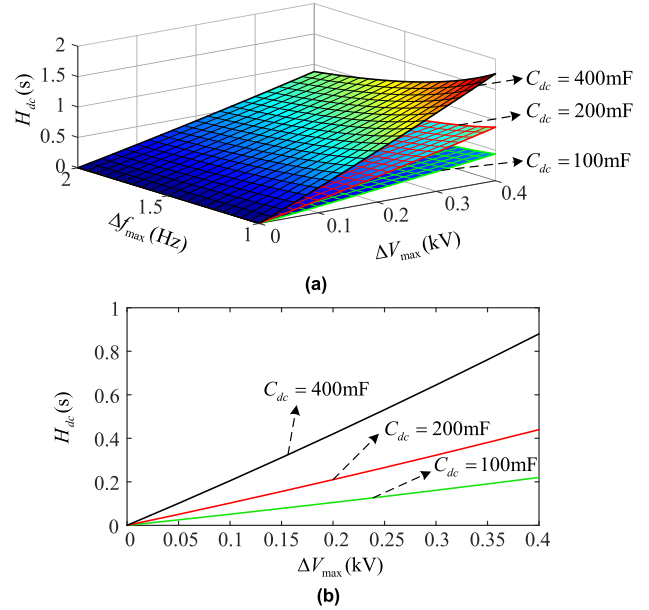 2
1.5
1
0.5
0
H_dc (s)
C_dc = 400mF
C_dc = 200mF
C_dc = 100mF
2
1.5
1
Δf_max (Hz)
0
0.1
0.2
0.3
0.4
ΔV_max (kV)
(a)
1
0.8
0.6
0.4
0.2
0
H_dc (s)
C_dc = 400mF
C_dc = 200mF
C_dc = 100mF
0 0.05 0.1 0.15 0.2 0.25 0.3 0.35 0.4
ΔV_max (kV)
(b)